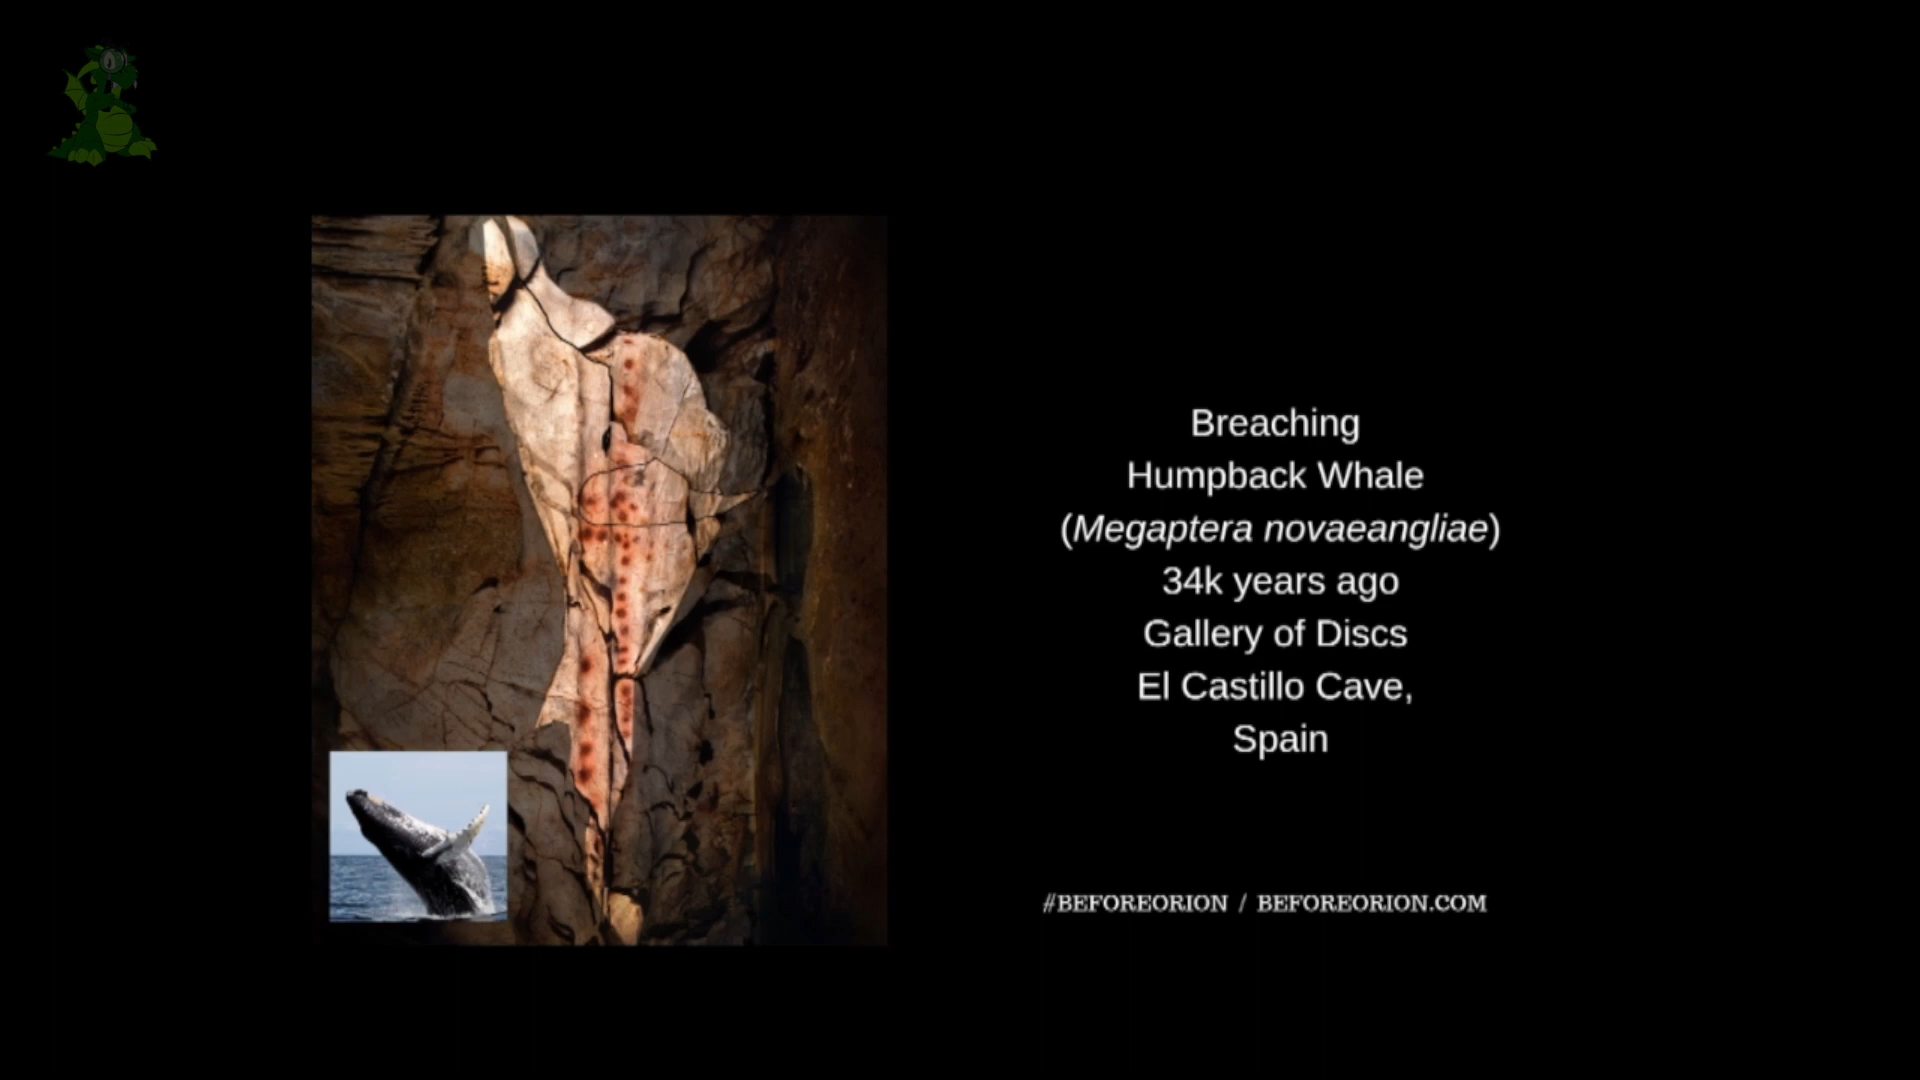 Breaching
Humpback Whale
(Megaptera novaeangliae)
34k years ago
Gallery of Discs
El Castillo Cave,
Spain
#BEFOREORION / BEFOREORION.COM